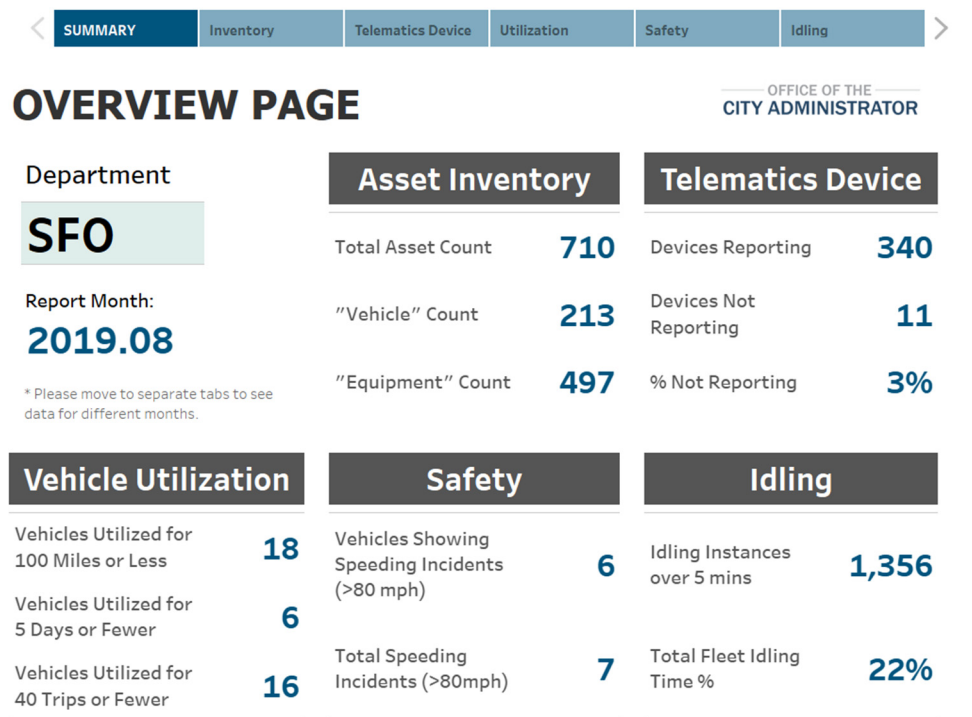 SUMMARY
Inventory
Telematics Device
Utilization
Safety
Idling
OVERVIEW PAGE
OFFICE OF THE
CITY ADMINISTRATOR
Department
SFO
Report Month:
2019.08
* Please move to separate tabs to see
data for different months.
Asset Inventory
Total Asset Count 710
”Vehicle” Count 213
”Equipment” Count 497
Telematics Device
Devices Reporting 340
Devices Not
Reporting 11
% Not Reporting 3%
Vehicle Utilization
Vehicles Utilized for
100 Miles or Less 18
Vehicles Utilized for
5 Days or Fewer 6
Vehicles Utilized for
40 Trips or Fewer 16
Safety
Vehicles Showing
Speeding Incidents
(>80 mph) 6
Total Speeding
Incidents (>80mph) 7
Idling
Idling Instances
over 5 mins 1,356
Total Fleet Idling
Time % 22%